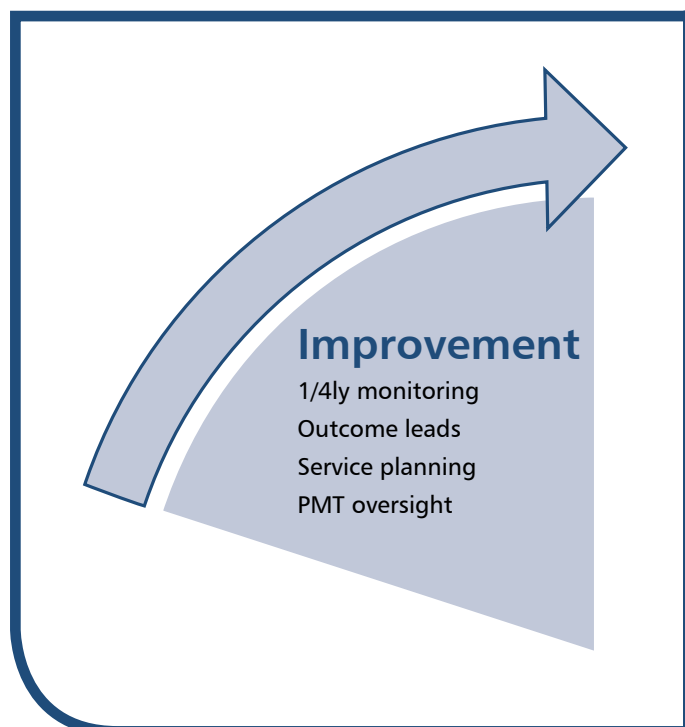 Improvement
1/4ly monitoring
Outcome leads
Service planning
PMT oversight